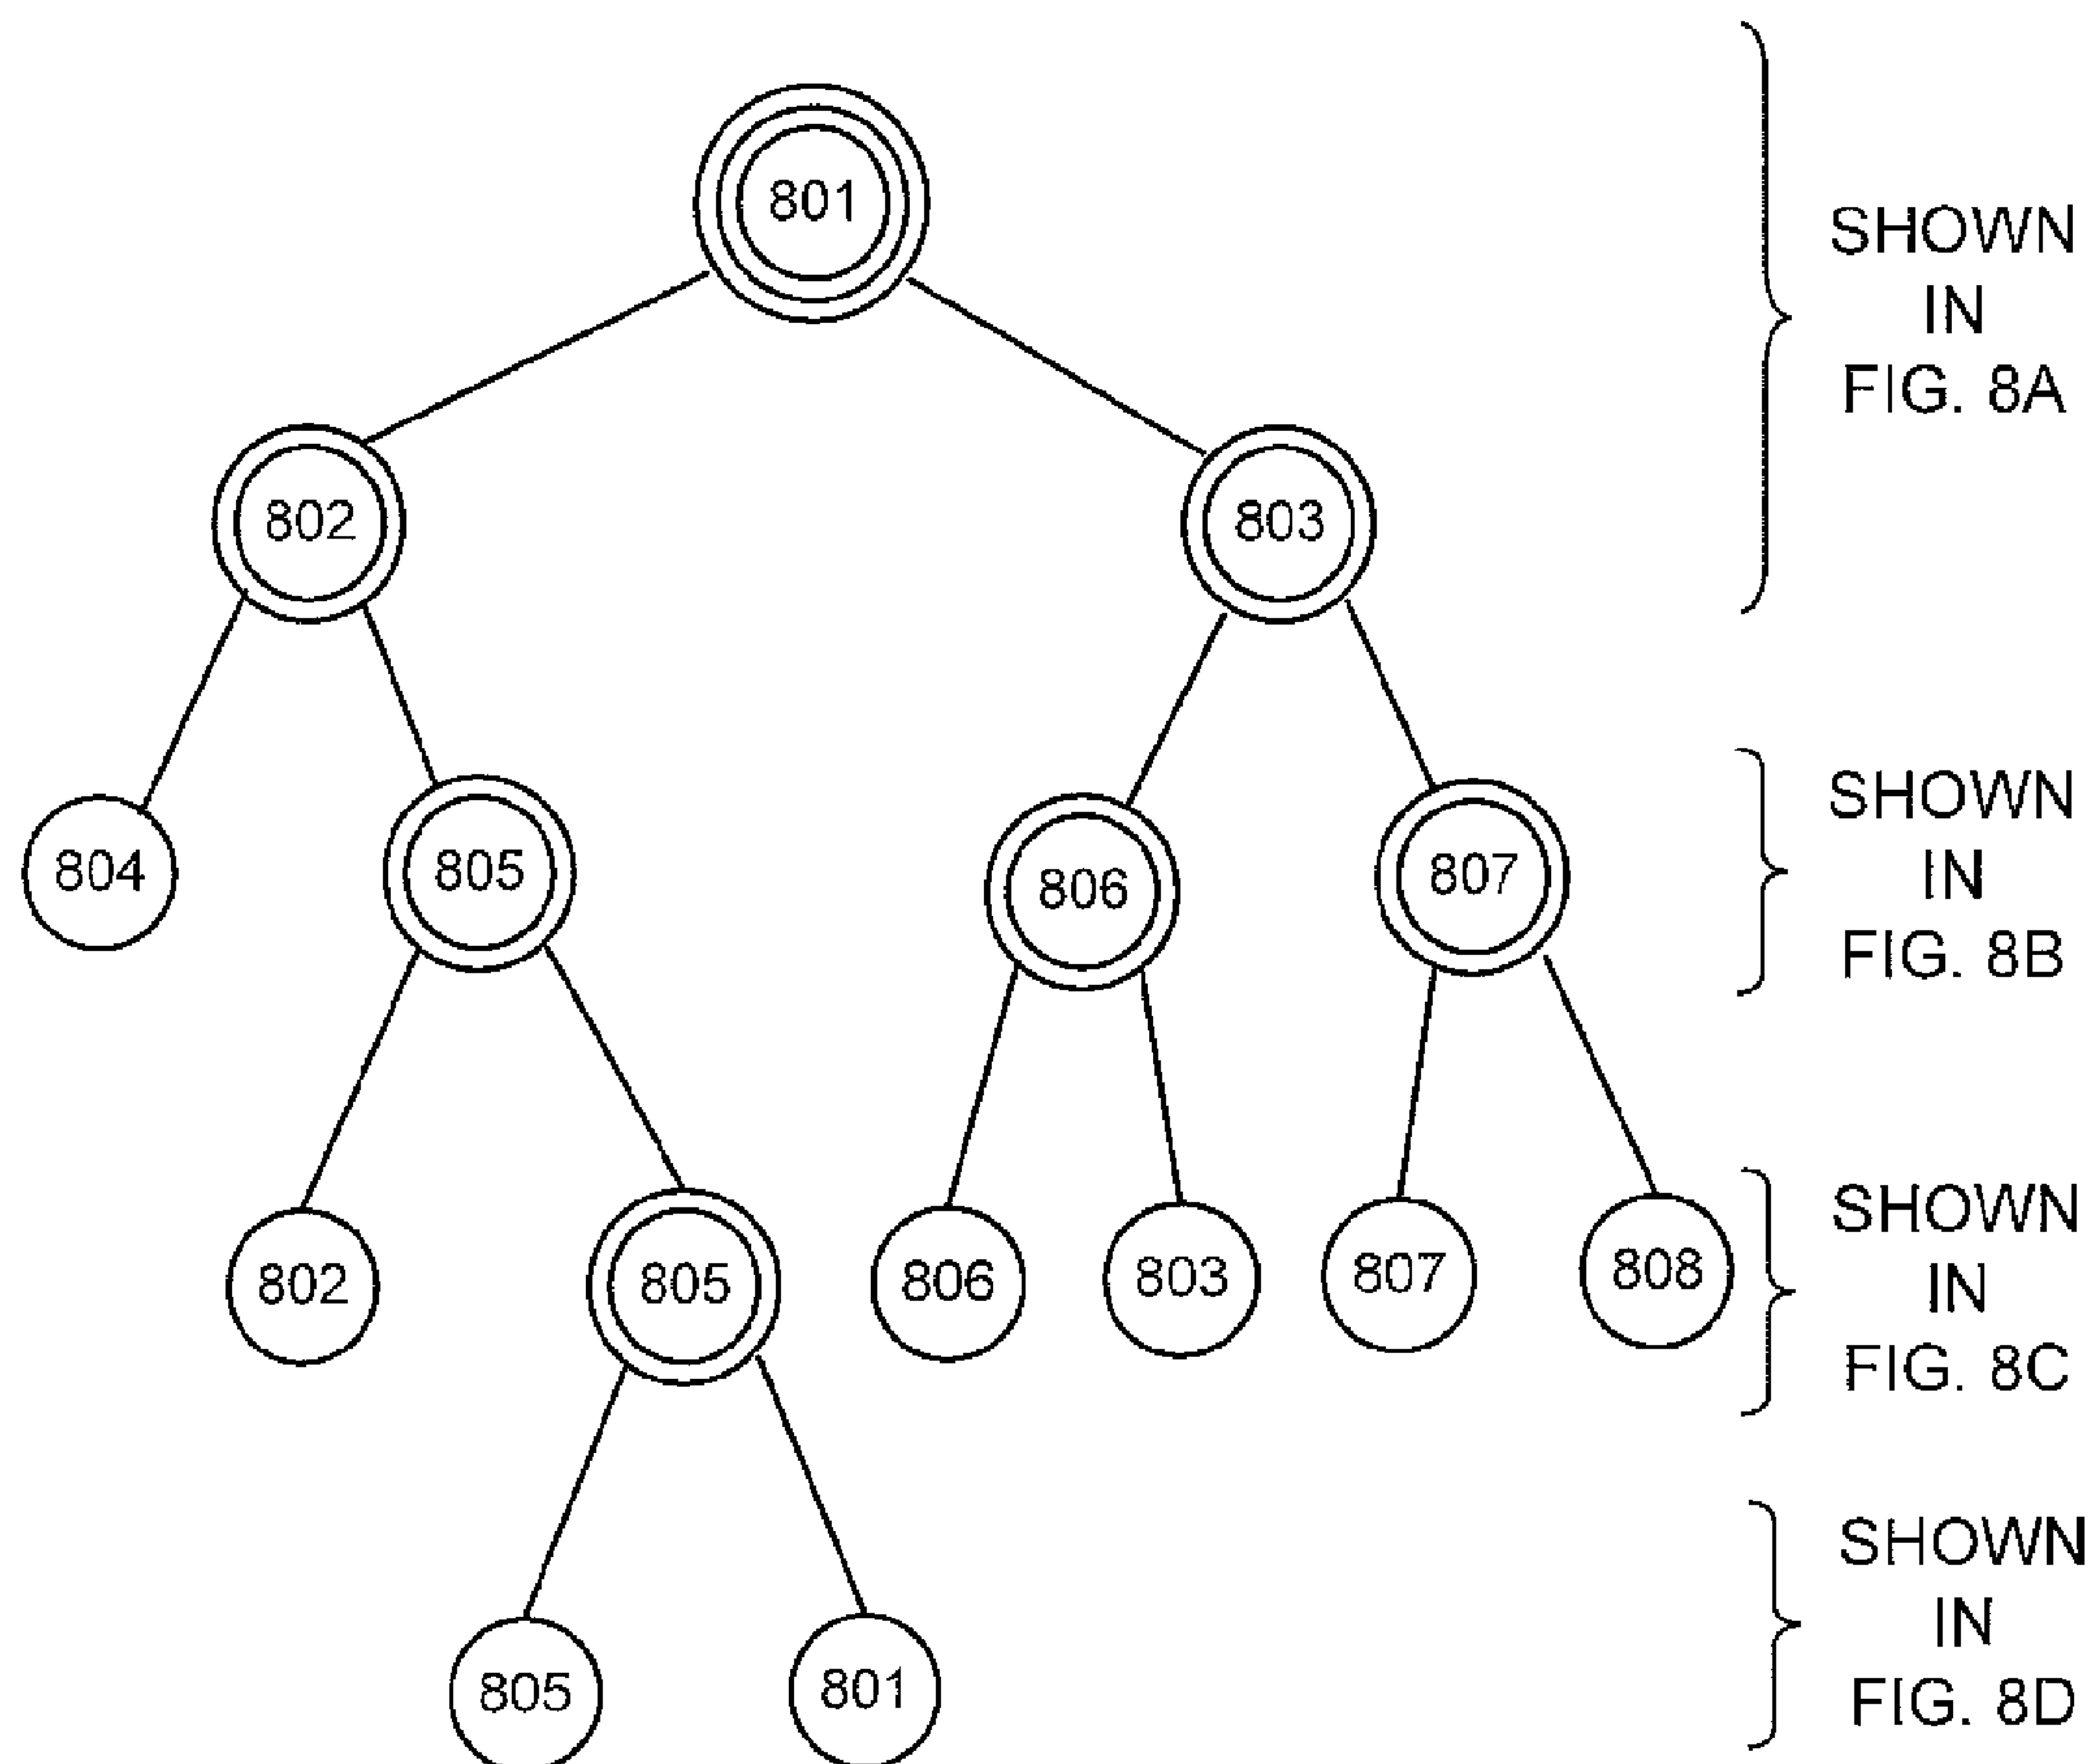 801
SHOWN
IN
FIG. 8A
802
803
804
805
806
807
SHOWN
IN
FIG. 8B
802
805
806
803
807
808
SHOWN
IN
FIG. 8C
805
801
SHOWN
IN
FIG. 8D